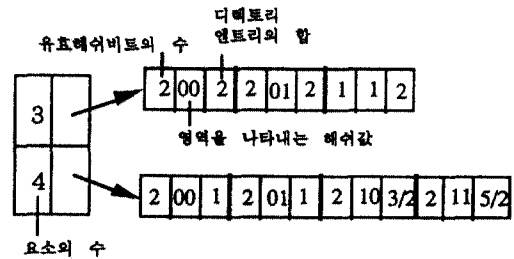 디렉토리
유효해쉬비트의 수 엔트리의 합
3 2 00 2 2 01 2 1 1 2
영역을 나타내는 해쉬값
4 2 00 1 2 01 1 2 10 3/2 2 11 5/2
요소의 수